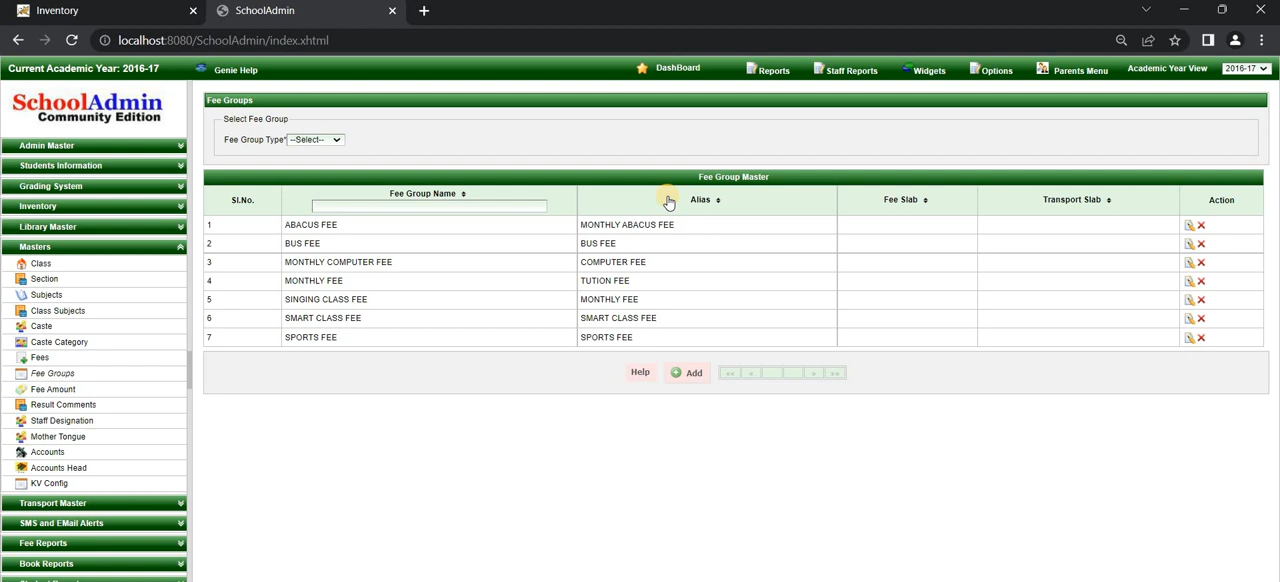 Inventory
SchoolAdmin
localhost:8080/SchoolAdmin/index.xhtml
Current Academic Year: 2016-17
Genie Help
DashBoard
Reports
Staff Reports
Widgets
Options
Parents Menu
Academic Year View
2016-17
SchoolAdmin
Community Edition
Admin Master
Students Information
Grading System
Inventory
Library Master
Masters
Class
Section
Subjects
Class Subjects
Caste
Caste Category
Fees
Fee Groups
Fee Amount
Result Comments
Staff Designation
Mother Tongue
Accounts
Accounts Head
KV Config
Transport Master
SMS and EMail Alerts
Fee Reports
Book Reports
Fee Groups
Select Fee Group
Fee Group Type* --Select--
Fee Group Master
Sl.No. Fee Group Name Alias Fee Slab Transport Slab Action
1 ABACUS FEE MONTHLY ABACUS FEE
2 BUS FEE BUS FEE
3 MONTHLY COMPUTER FEE COMPUTER FEE
4 MONTHLY FEE TUTION FEE
5 SINGING CLASS FEE MONTHLY FEE
6 SMART CLASS FEE SMART CLASS FEE
7 SPORTS FEE SPORTS FEE
Help Add «« « » »»